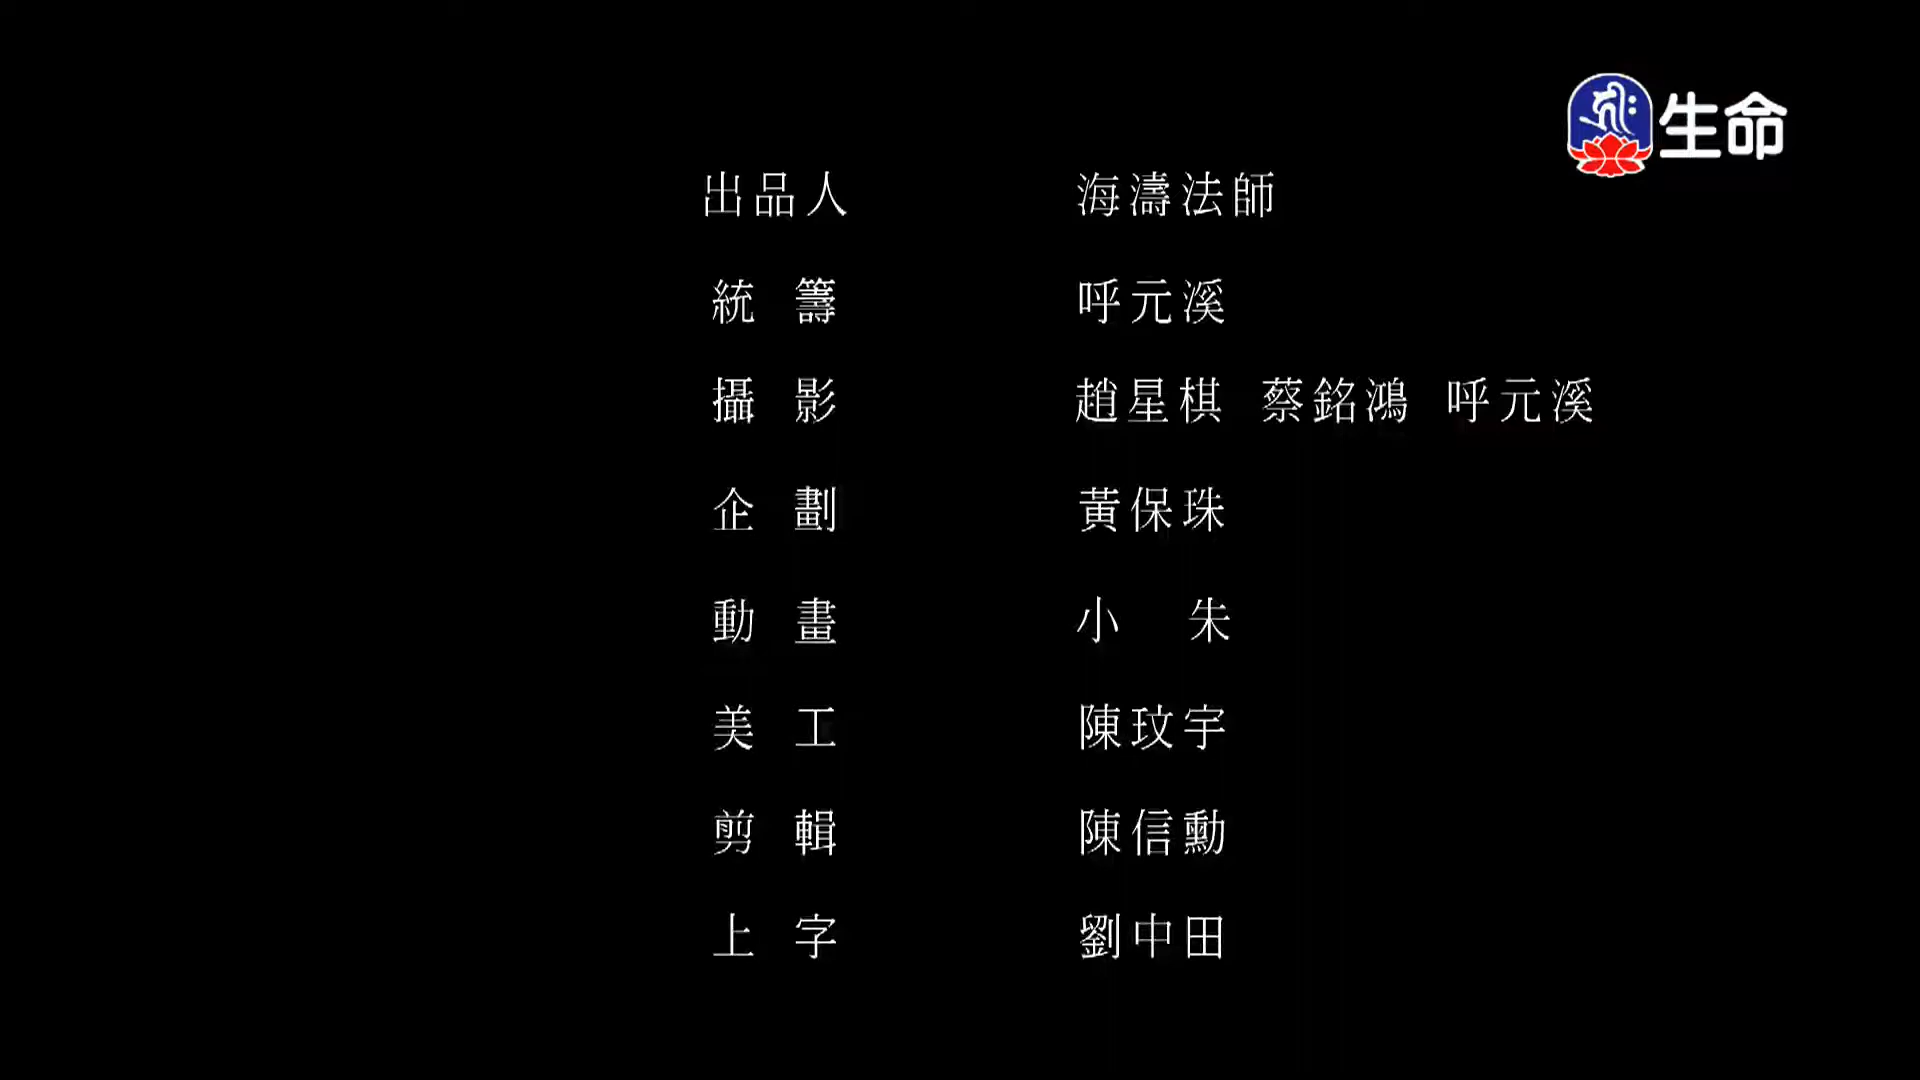 生命
出品人 海濤法師
統 籌 呼元溪
攝 影 趙星棋 蔡銘鴻 呼元溪
企 劃 黃保珠
動 畫 小 朱
美 工 陳玟宇
剪 輯 陳信勳
上 字 劉中田